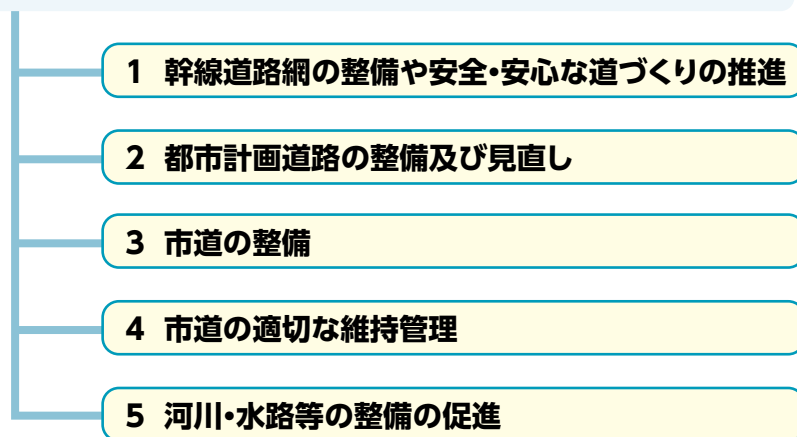 1 幹線道路網の整備や安全・安心な道づくりの推進
2 都市計画道路の整備及び見直し
3 市道の整備
4 市道の適切な維持管理
5 河川・水路等の整備の促進